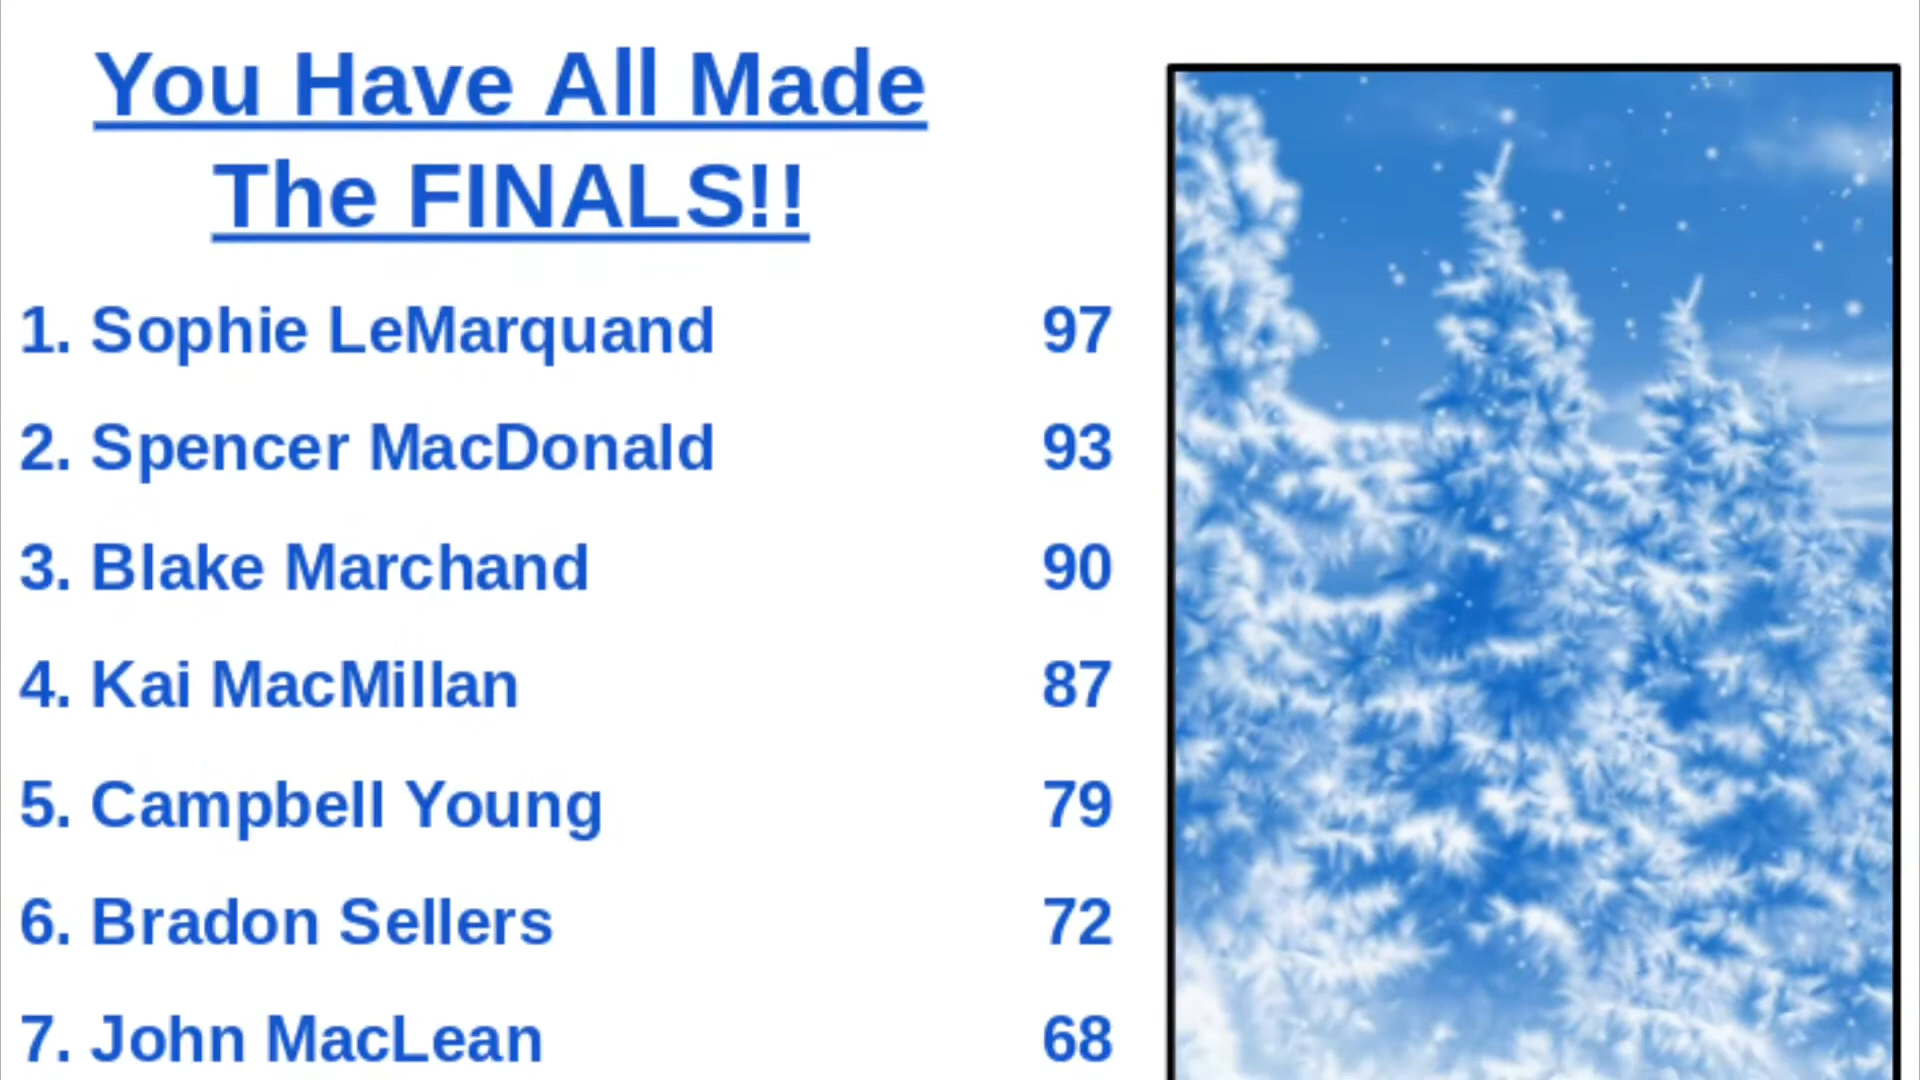 You Have All Made
The FINALS!!
1. Sophie LeMarquand 97
2. Spencer MacDonald 93
3. Blake Marchand 90
4. Kai MacMillan 87
5. Campbell Young 79
6. Bradon Sellers 72
7. John MacLean 68